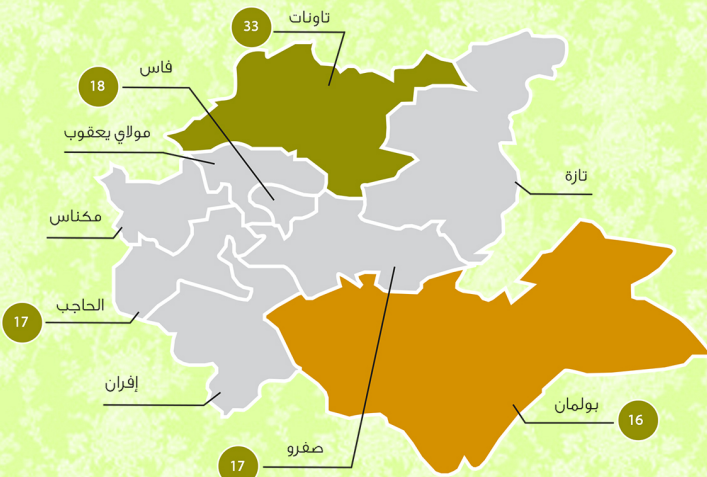 تاونات
33
فاس
18
مولاي يعقوب
تازة
مكناس
الحاجب
17
إفران
بولمان
16
صفرو
17